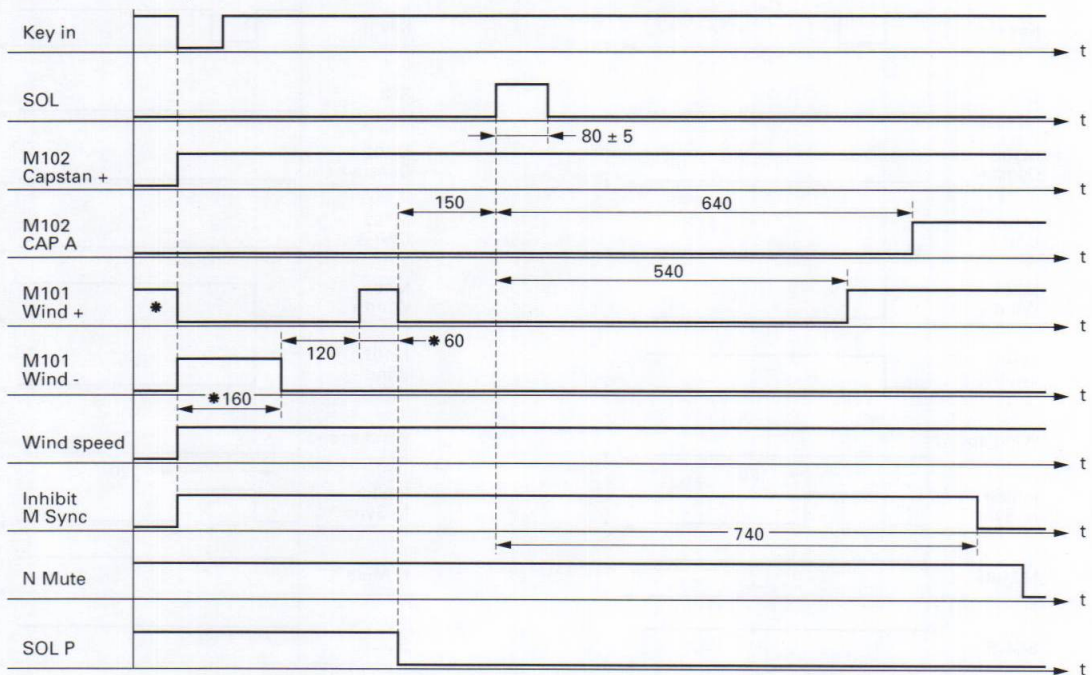 Key in
t
SOL
80 ± 5
t
M102
Capstan +
t
150
640
M102
CAP A
t
540
M101
Wind +
✱
120
✱ 60
t
M101
Wind -
✱ 160
t
Wind speed
t
Inhibit
M Sync
740
t
N Mute
t
SOL P
t